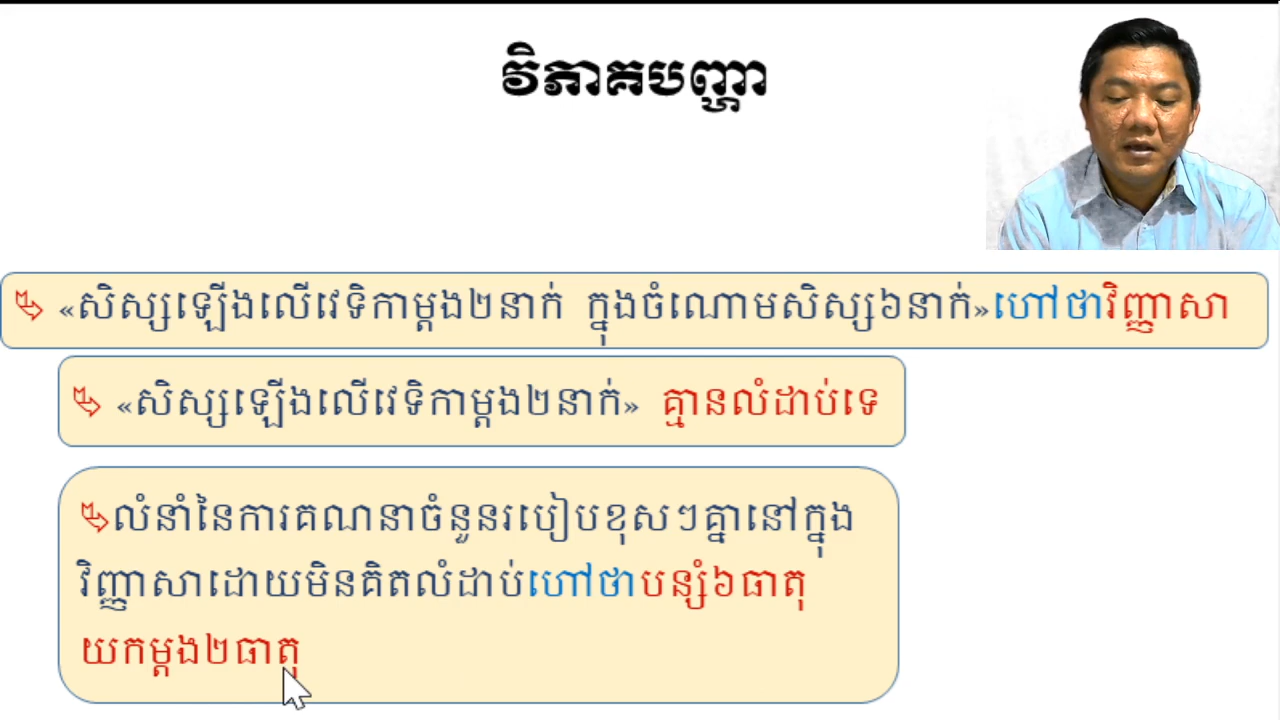 វិភាគបញ្ហា
«សិស្សឡើងលើវេទិកាម្តង២នាក់ ក្នុងចំណោមសិស្ស៦នាក់»ហៅថាវិញ្ញាសា
«សិស្សឡើងលើវេទិកាម្តង២នាក់» គ្មានលំដាប់ទេ
លំនាំនៃការគណនាចំនួនរបៀបខុសៗគ្នានៅក្នុង
វិញ្ញាសាដោយមិនគិតលំដាប់ហៅថាបន្សំ៦ធាតុ
យកម្តង២ធាតុ